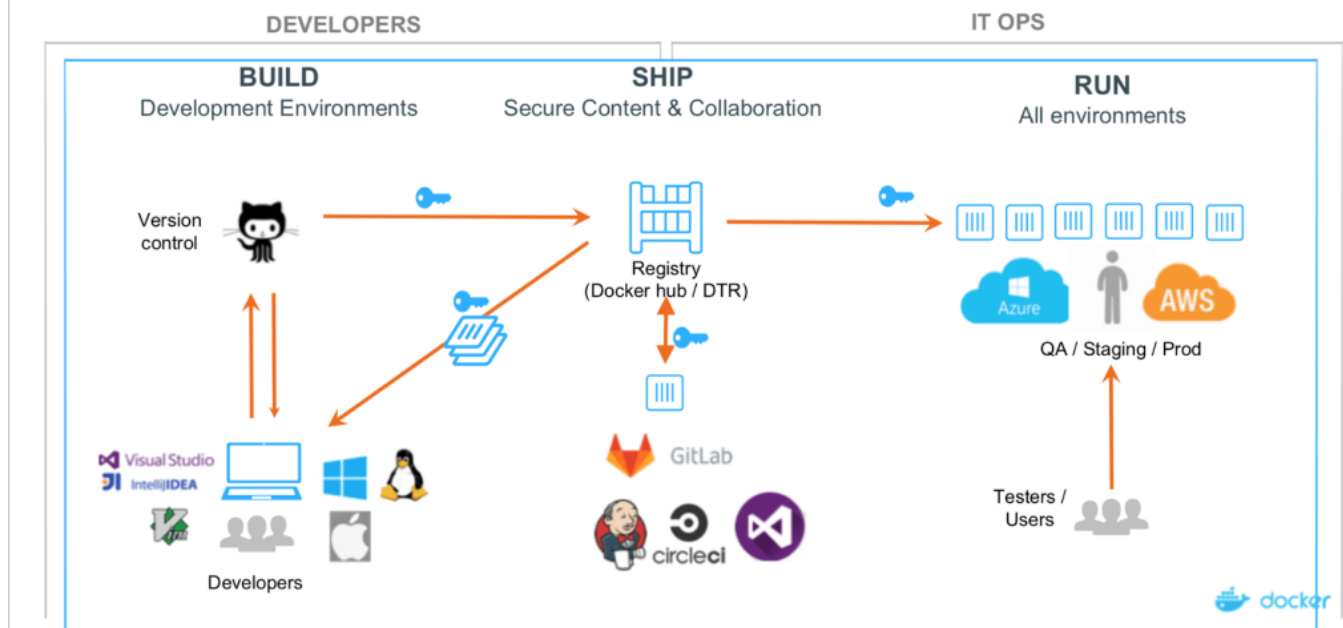 DEVELOPERS
IT OPS
BUILD
Development Environments
SHIP
Secure Content & Collaboration
RUN
All environments
Version
control
Registry
(Docker hub / DTR)
Azure
AWS
QA / Staging / Prod
Visual Studio
IntelliJIDEA
VIM
Developers
GitLab
circleci
Testers /
Users
docker